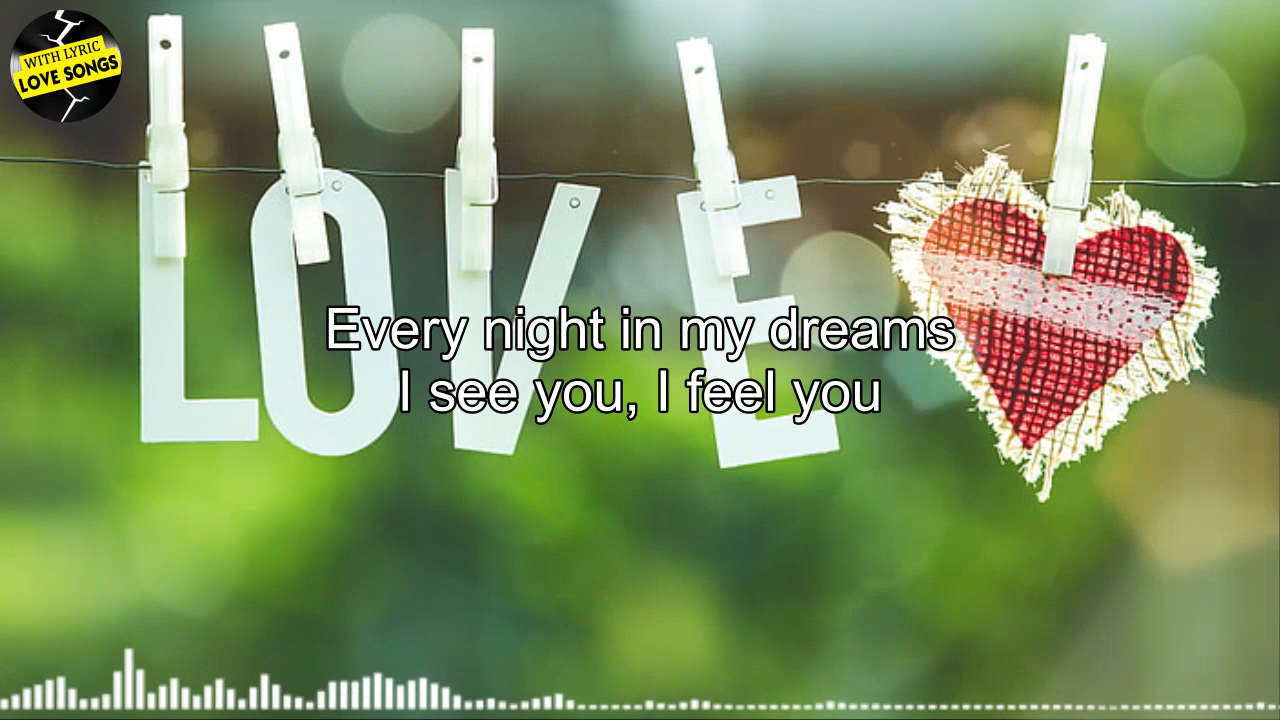 WITH LYRIC
LOVE SONGS
LOVE
Every night in my dreams
I see you, I feel you